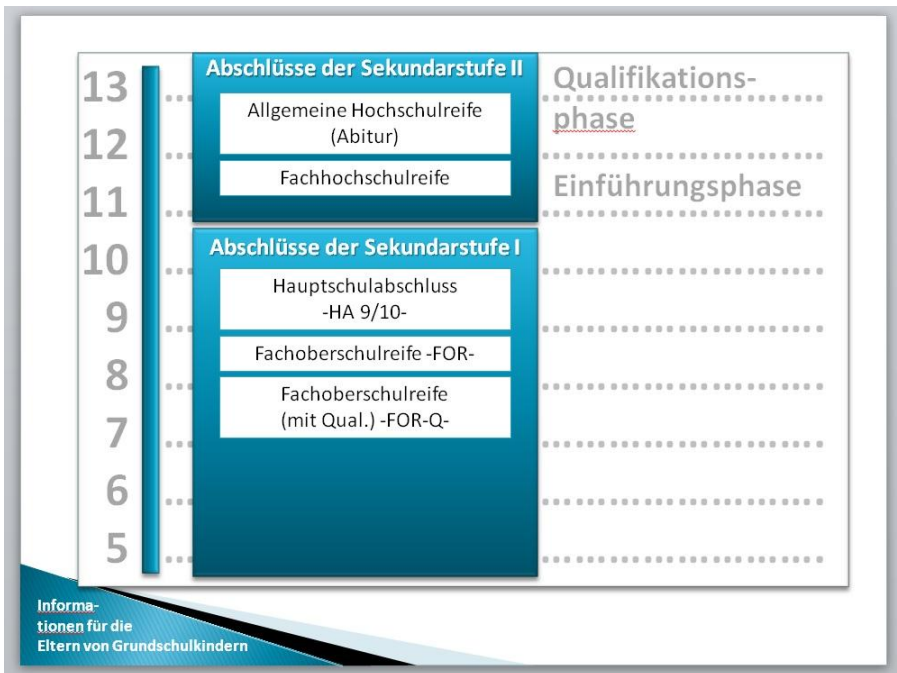 13
Abschlüsse der Sekundarstufe II
Qualifikations-
Allgemeine Hochschulreife
(Abitur)
phase
12
Fachhochschulreife
Einführungsphase
11
10
Abschlüsse der Sekundarstufe I
Hauptschulabschluss
-HA 9/10-
9
Fachoberschulreife -FOR-
8
Fachoberschulreife
(mit Qual.) -FOR-Q-
7
6
5
Informa-
tionen für die
Eltern von Grundschulkindern